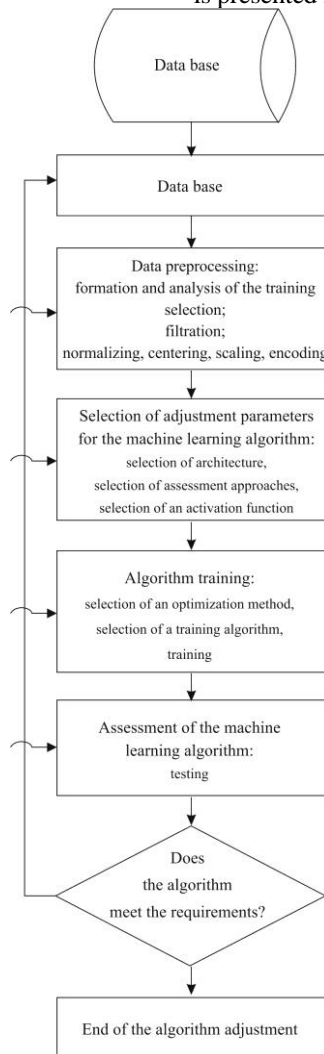 is presented
Data base
Data base
Data preprocessing:
formation and analysis of the training
selection;
filtration;
normalizing, centering, scaling, encoding
Selection of adjustment parameters
for the machine learning algorithm:
selection of architecture,
selection of assessment approaches,
selection of an activation function
Algorithm training:
selection of an optimization method,
selection of a training algorithm,
training
Assessment of the machine
learning algorithm:
testing
Does
the algorithm
meet the requirements?
End of the algorithm adjustment